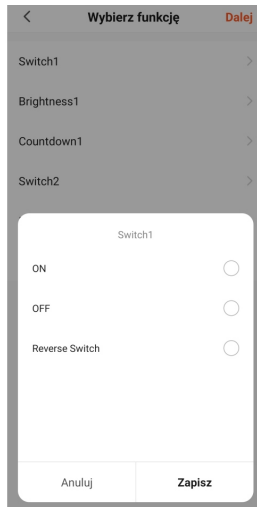 Wybierz funkcję Dalej
Switch1
Brightness1
Countdown1
Switch2
Switch1
ON
OFF
Reverse Switch
Anuluj Zapisz